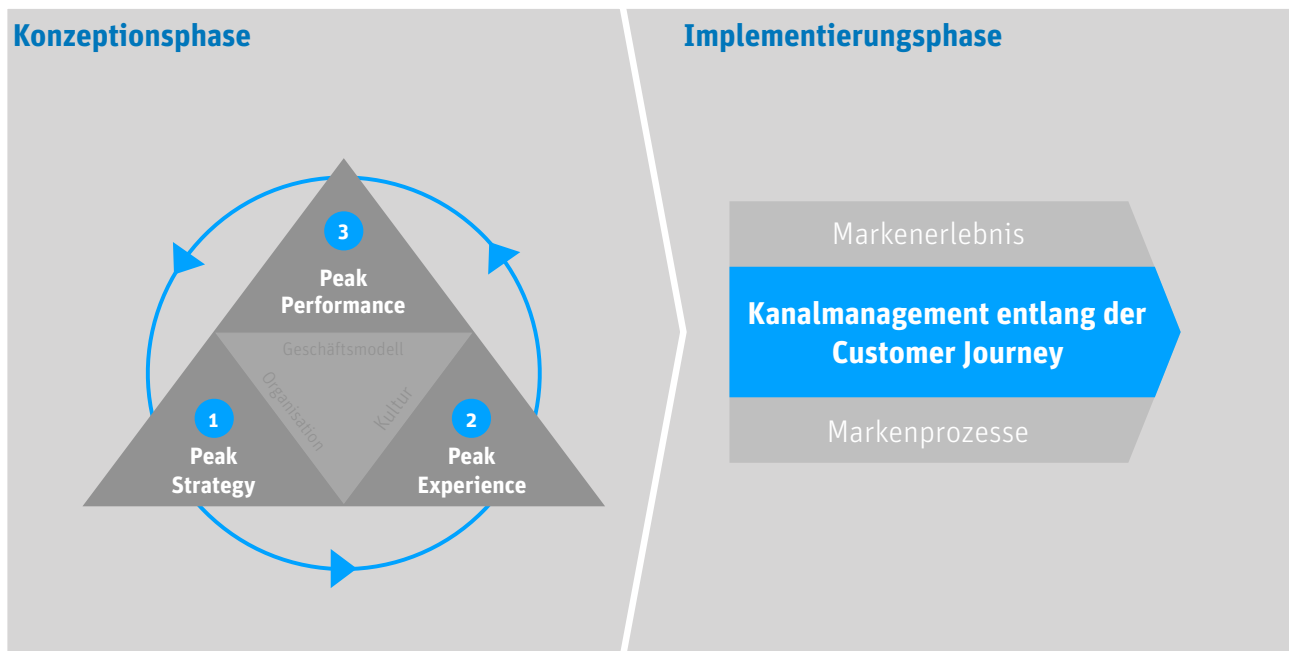 Konzeptionsphase
3
Peak
Performance
Geschäftsmodell
Organisation
Kultur
1
Peak
Strategy
2
Peak
Experience
Implementierungsphase
Markenerlebnis
Kanalmanagement entlang der
Customer Journey
Markenprozesse